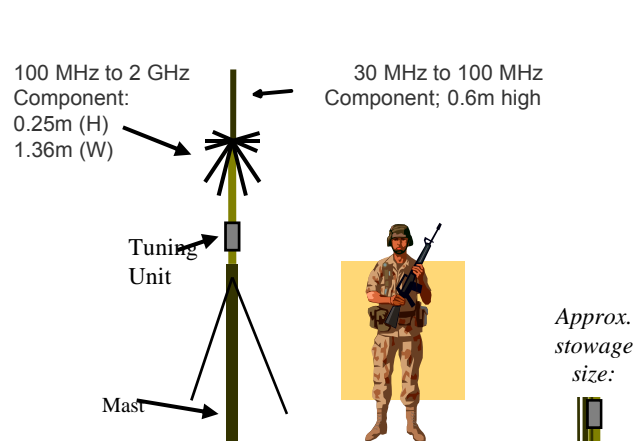 100 MHz to 2 GHz
Component:
0.25m (H)
1.36m (W)
30 MHz to 100 MHz
Component; 0.6m high
Tuning
Unit
Mast
Approx.
stowage
size: